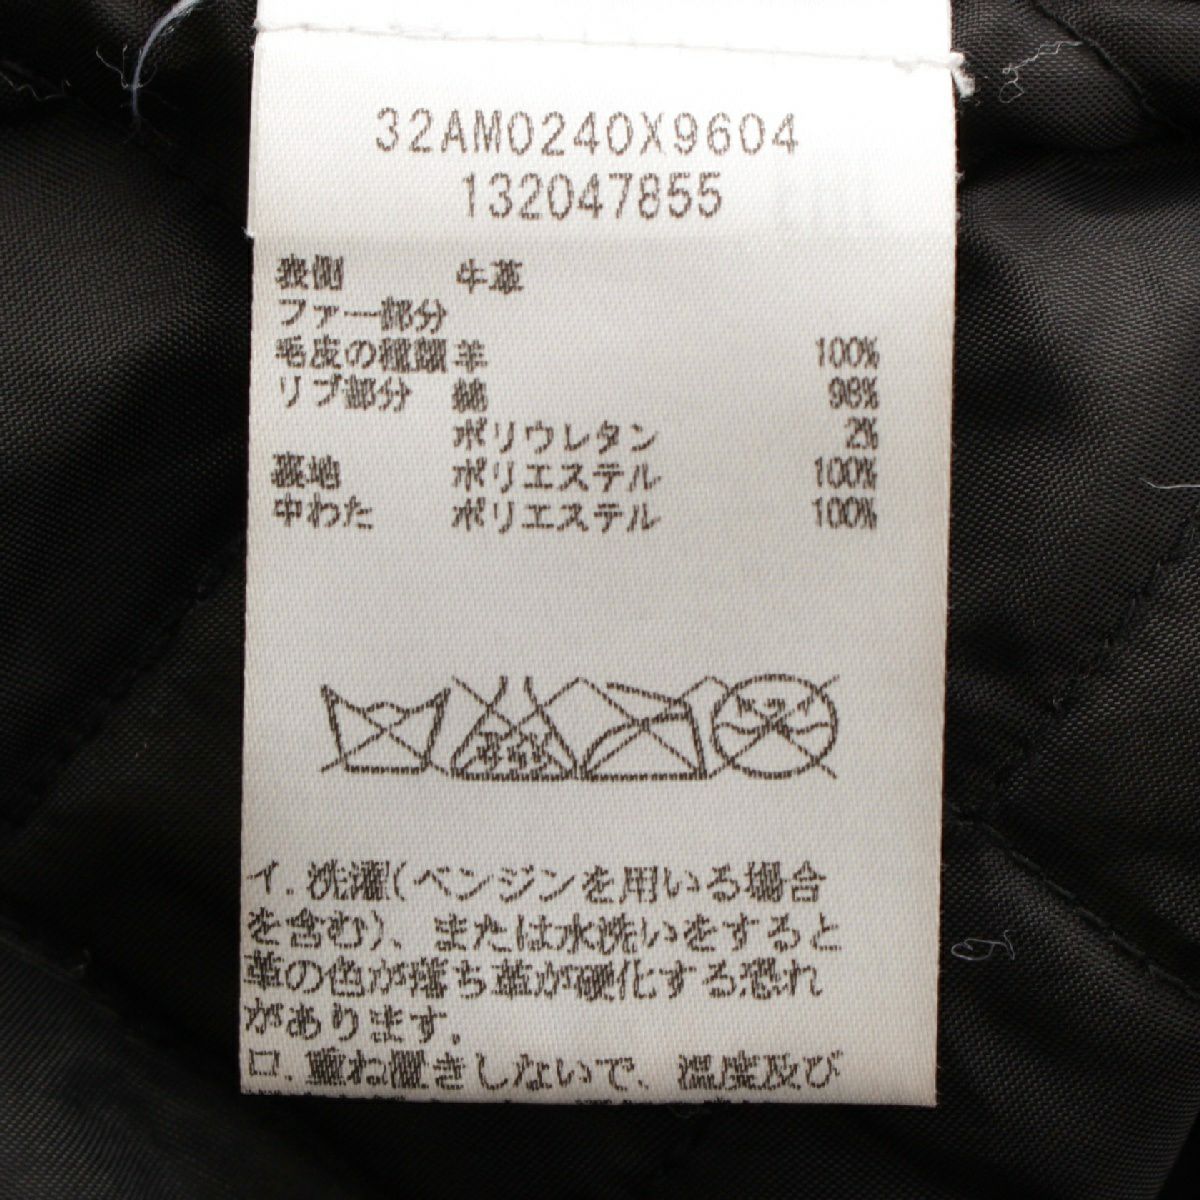 32AM0240X9604
132047855
表側 牛革
ファー部分
毛皮の種類 羊 100%
リブ部分 綿 98%
ポリウレタン 2%
裏地 ポリエステル 100%
中わた ポリエステル 100%
ドライ
イ.洗濯(ベンジンを用いる場合
を含む)、または水洗いをすると
革の色が落ち革が硬化する恐れ
があります。
ロ.重ね置きしないで、温度及び